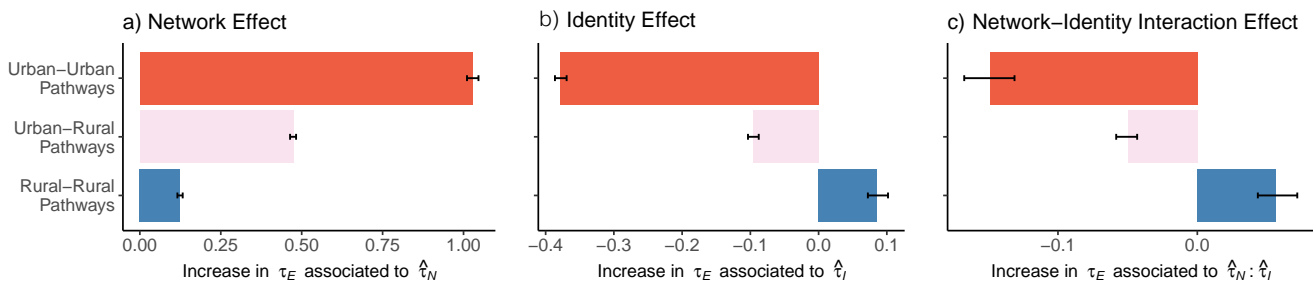 a) Network Effect
b) Identity Effect
c) Network−Identity Interaction Effect
Urban−Urban
Pathways
Urban−Rural
Pathways
Rural−Rural
Pathways
0.00 0.25 0.50 0.75 1.00
−0.4 −0.3 −0.2 −0.1 0.0 0.1
−0.1 0.0
Increase in τ_E associated to τ̂_N
Increase in τ_E associated to τ̂_I
Increase in τ_E associated to τ̂_N : τ̂_I